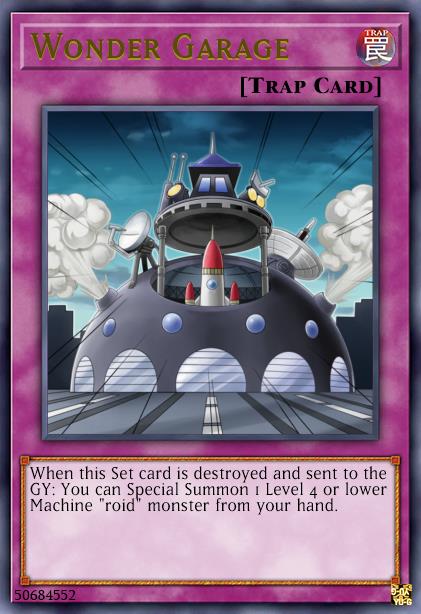 Wonder Garage
TRAP
罠
[Trap Card]
When this Set card is destroyed and sent to the
GY: You can Special Summon 1 Level 4 or lower
Machine "roid" monster from your hand.
50684552